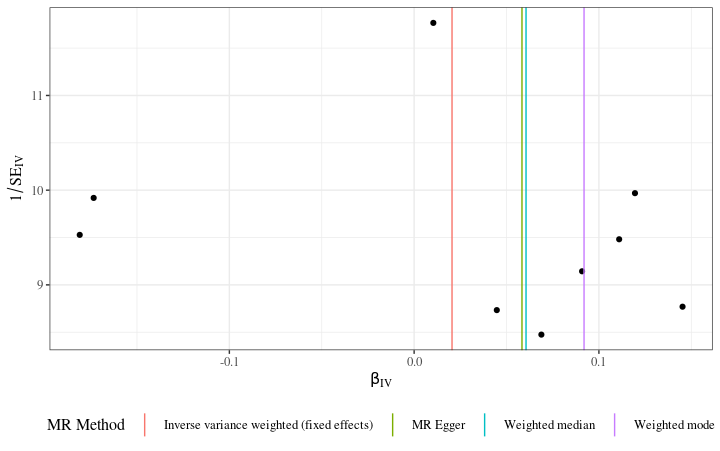 11
10
9
1/SE_IV
-0.1 0.0 0.1
β_IV
MR Method Inverse variance weighted (fixed effects) MR Egger Weighted median Weighted mode